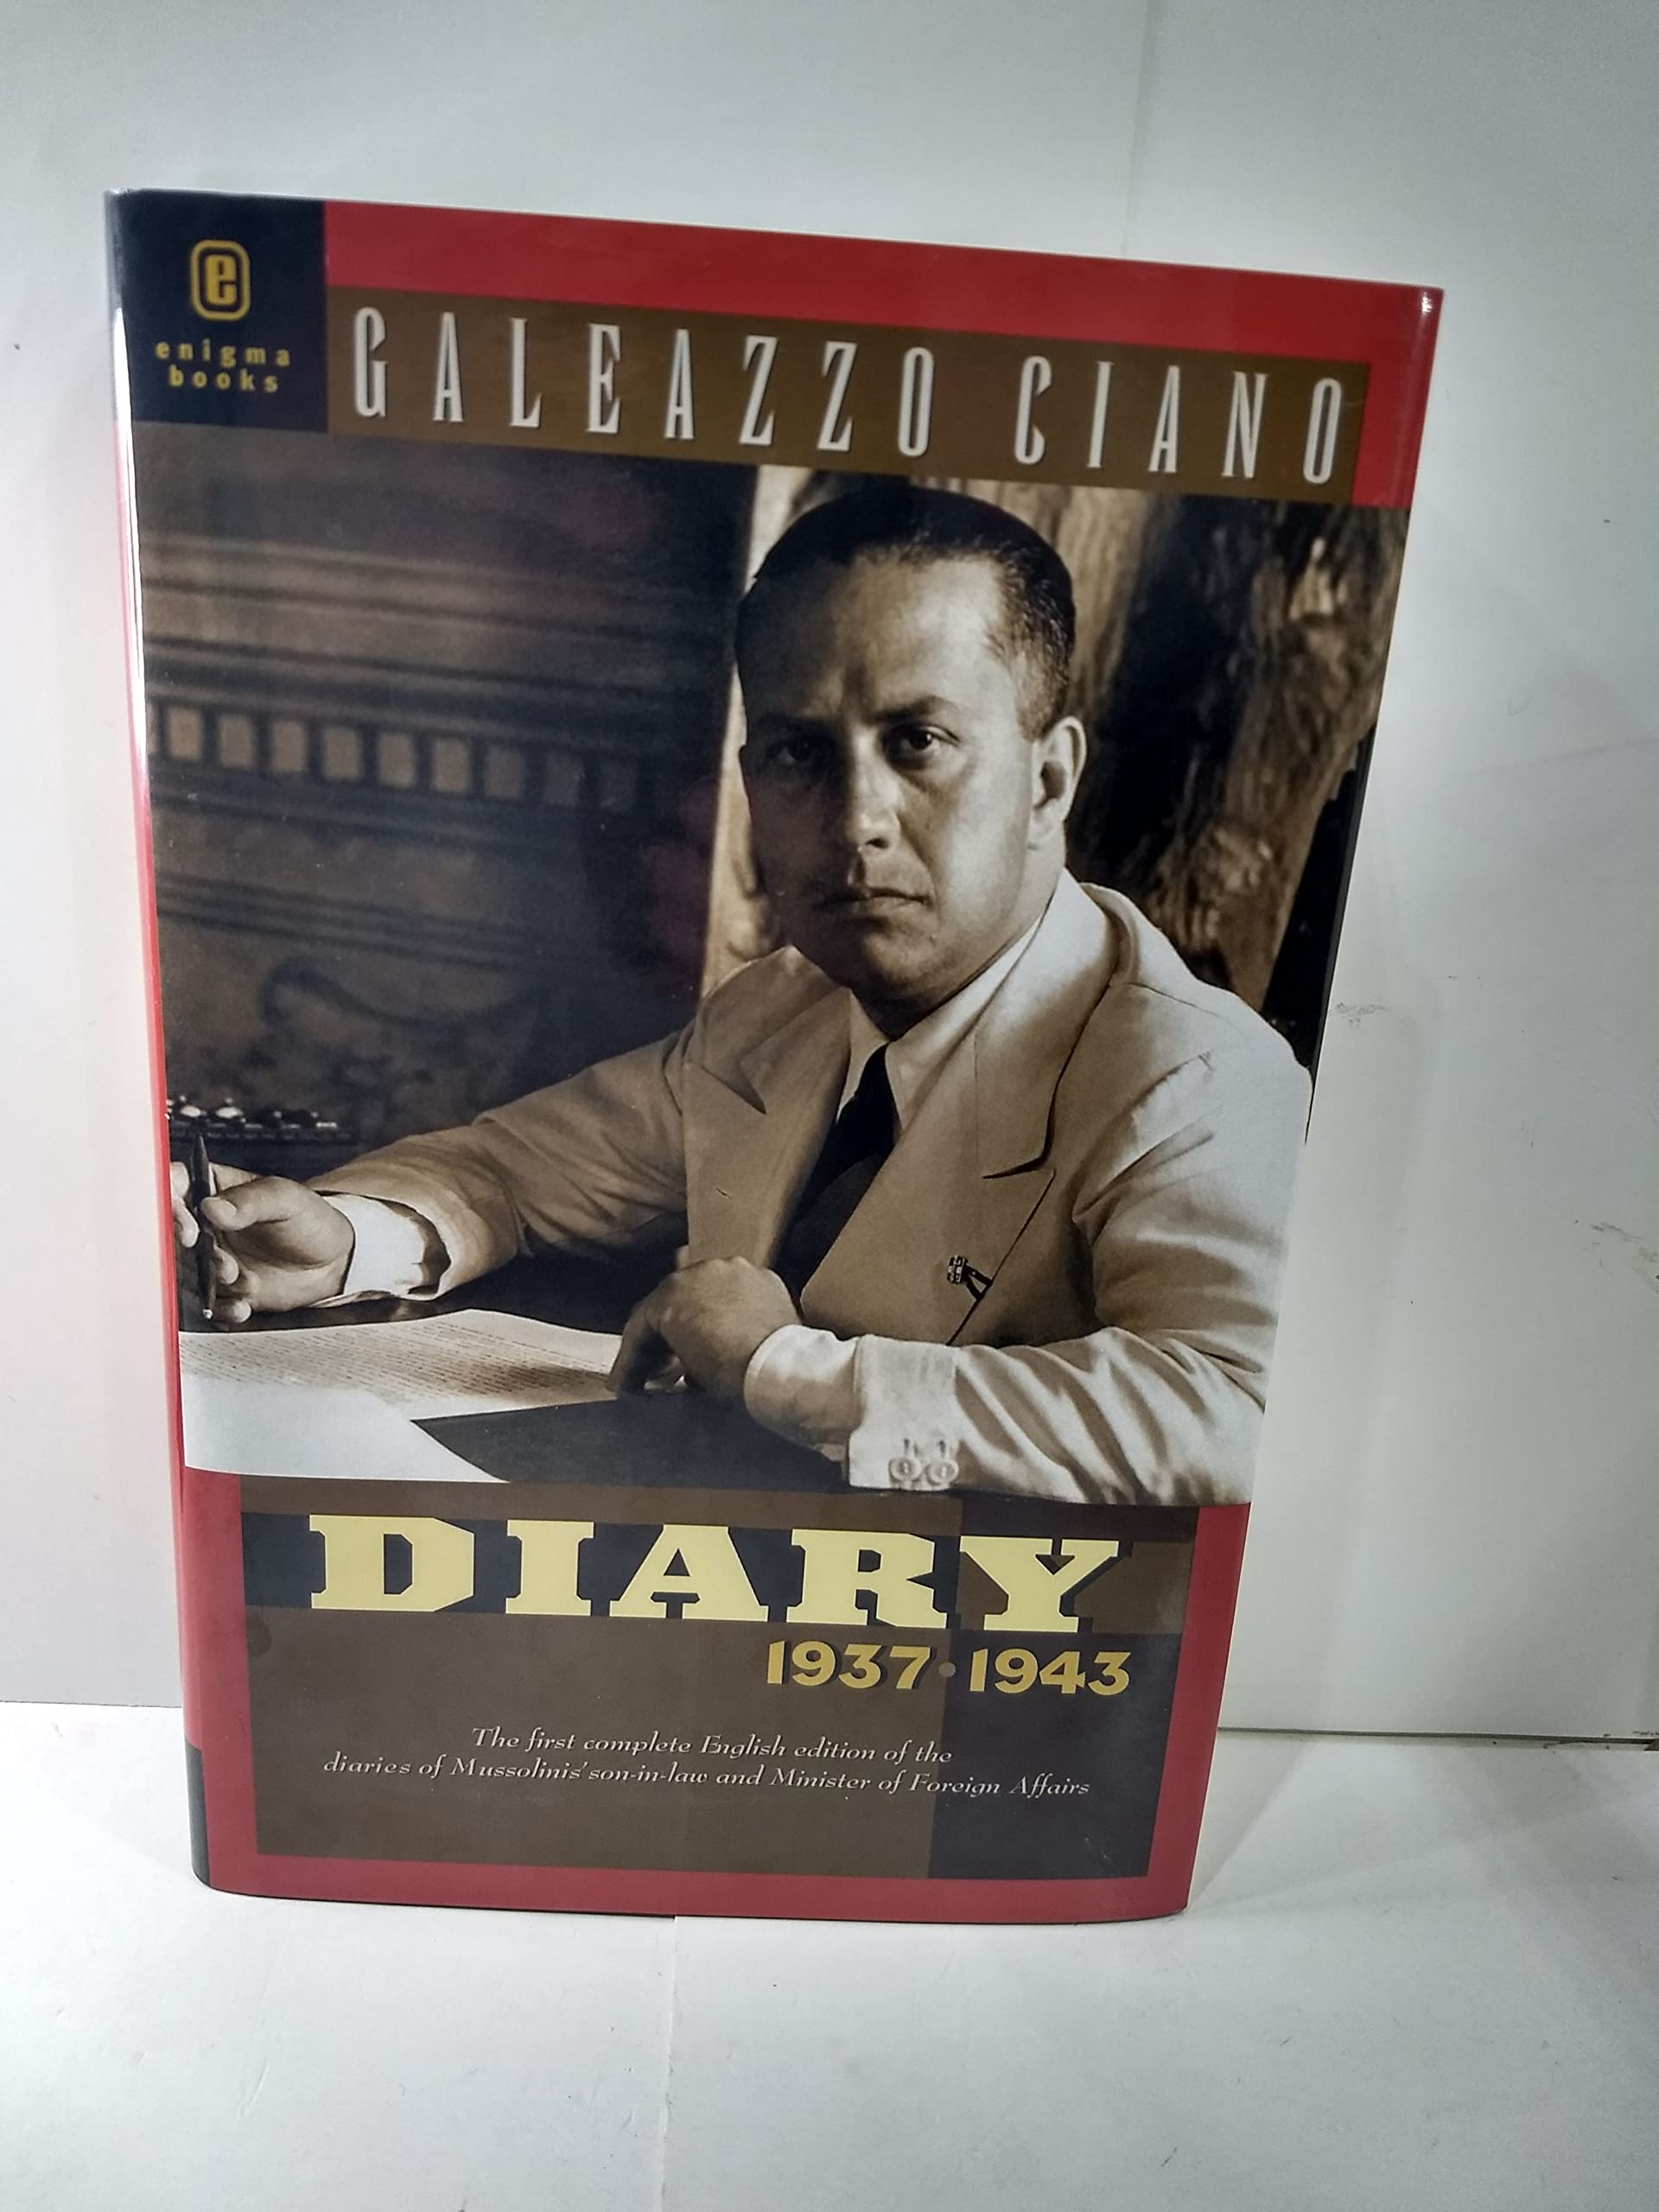 e
enigma
books
GALEAZZO CIANO
DIARY
1937·1943
The first complete English edition of the
diaries of Mussolinis' son-in-law and Minister of Foreign Affairs